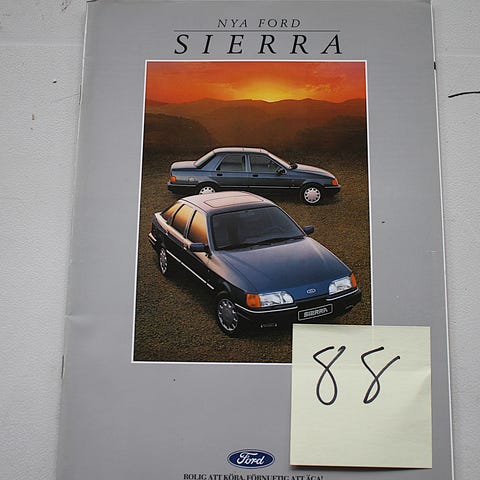 NYA FORD
SIERRA
SIERRA
88
Ford
ROLIG ATT KÖRA. FÖRNUFTIG ATT ÄGA!